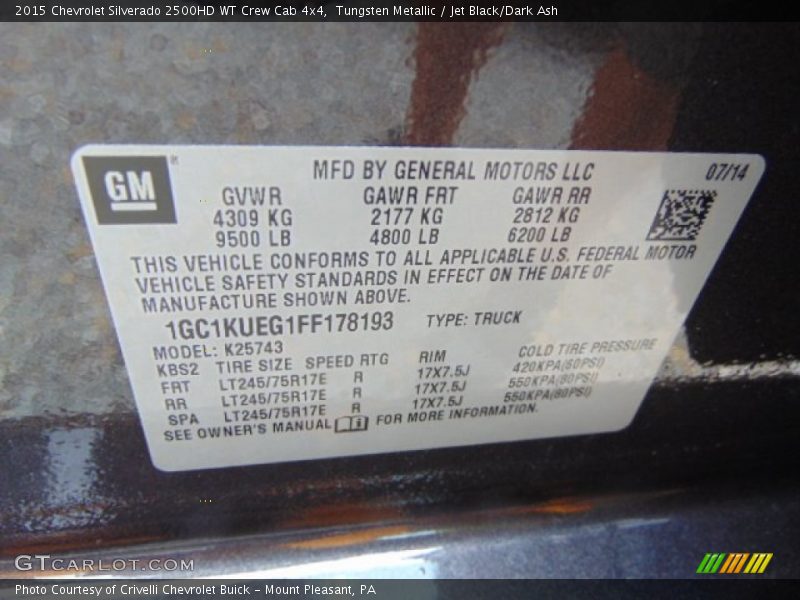 2015 Chevrolet Silverado 2500HD WT Crew Cab 4x4, Tungsten Metallic / Jet Black/Dark Ash
GM
MFD BY GENERAL MOTORS LLC 07/14
GVWR GAWR FRT GAWR RR
4309 KG 2177 KG 2812 KG
9500 LB 4800 LB 6200 LB
THIS VEHICLE CONFORMS TO ALL APPLICABLE U.S. FEDERAL MOTOR
VEHICLE SAFETY STANDARDS IN EFFECT ON THE DATE OF
MANUFACTURE SHOWN ABOVE.
1GC1KUEG1FF178193 TYPE: TRUCK
MODEL: K25743
KBS2 TIRE SIZE SPEED RTG RIM COLD TIRE PRESSURE
FRT LT245/75R17E R 17X7.5J 420KPA(60PSI)
RR LT245/75R17E R 17X7.5J 550KPA(80PSI)
SPA LT245/75R17E R 17X7.5J 550KPA(80PSI)
SEE OWNER'S MANUAL FOR MORE INFORMATION.
GTCARLOT.COM
Photo Courtesy of Crivelli Chevrolet Buick - Mount Pleasant, PA